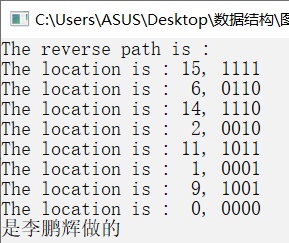 C:\Users\ASUS\Desktop\数据结构\图
The reverse path is :
The location is : 15, 1111
The location is :  6, 0110
The location is : 14, 1110
The location is :  2, 0010
The location is : 11, 1011
The location is :  1, 0001
The location is :  9, 1001
The location is :  0, 0000
是李鹏辉做的